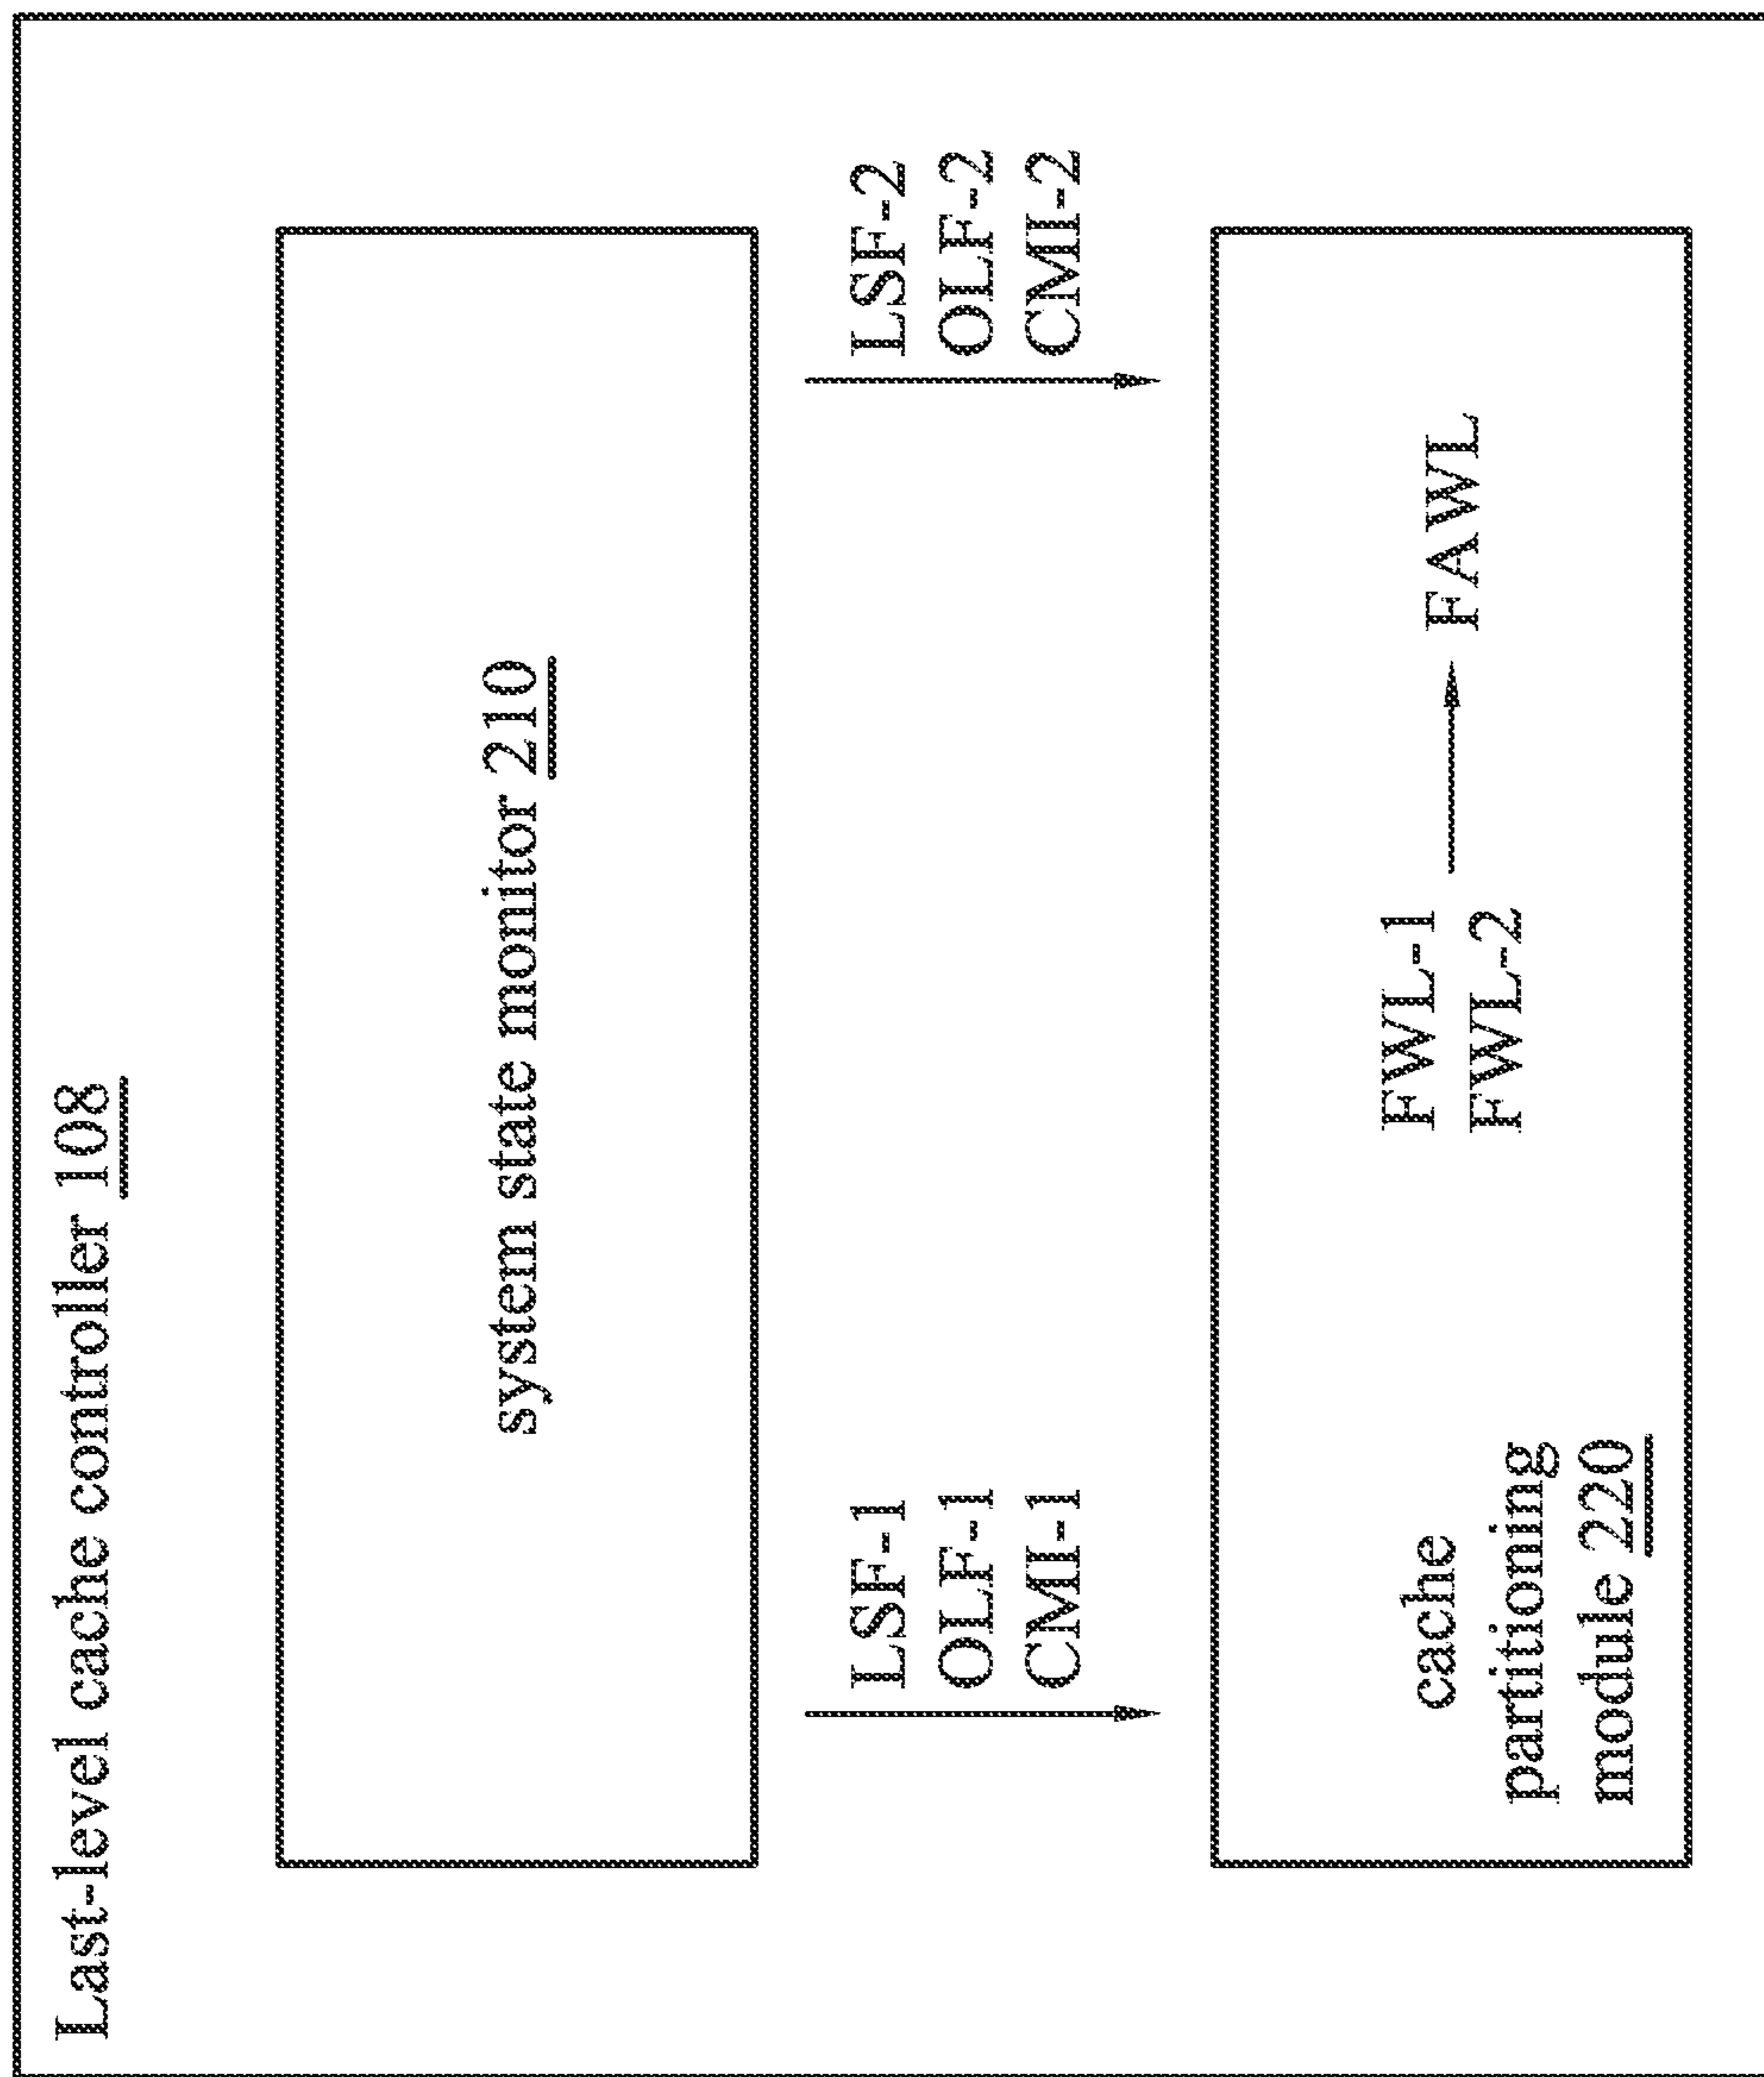 Last-level cache controller 108
system state monitor 210
LSF-1
OLF-1
CMI-1
LSF-2
OLF-2
CMI-2
cache
partitioning
module 220
FWL-1
FWL-2
FAWL